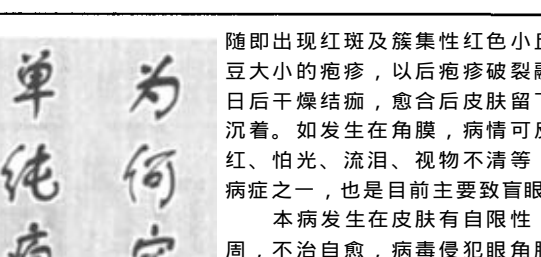 为何
单纯
随即出现红斑及簇集性红色小
豆大小的疱疹，以后疱疹破裂
日后干燥结痂，愈合后皮肤留
沉着。如发生在角膜，病情可
红、怕光、流泪、视物不清等
病症之一，也是目前主要致盲眼
本病发生在皮肤有自限性
周，不治自愈，病毒侵犯眼角